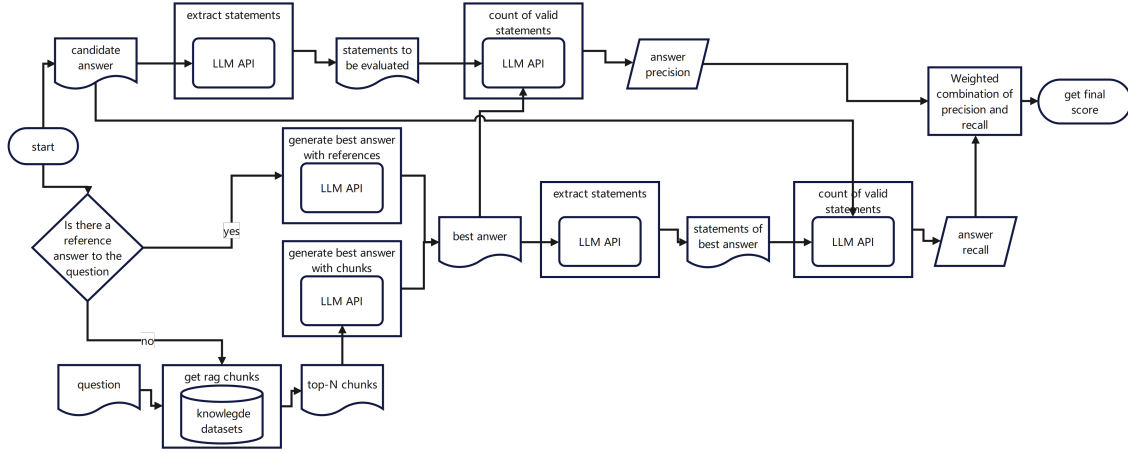 extract statements
LLM API
candidate
answer
statements to
be evaluated
count of valid
statements
LLM API
answer
precision
Weighted
combination of
precision and
recall
get final
score
start
generate best answer
with references
LLM API
Is there a
reference
answer to the
question
yes
generate best answer
with chunks
LLM API
best anwer
extract statements
LLM API
statements of
best answer
count of valid
statements
LLM API
answer
recall
no
question
get rag chunks
knowlegde
datasets
top-N chunks